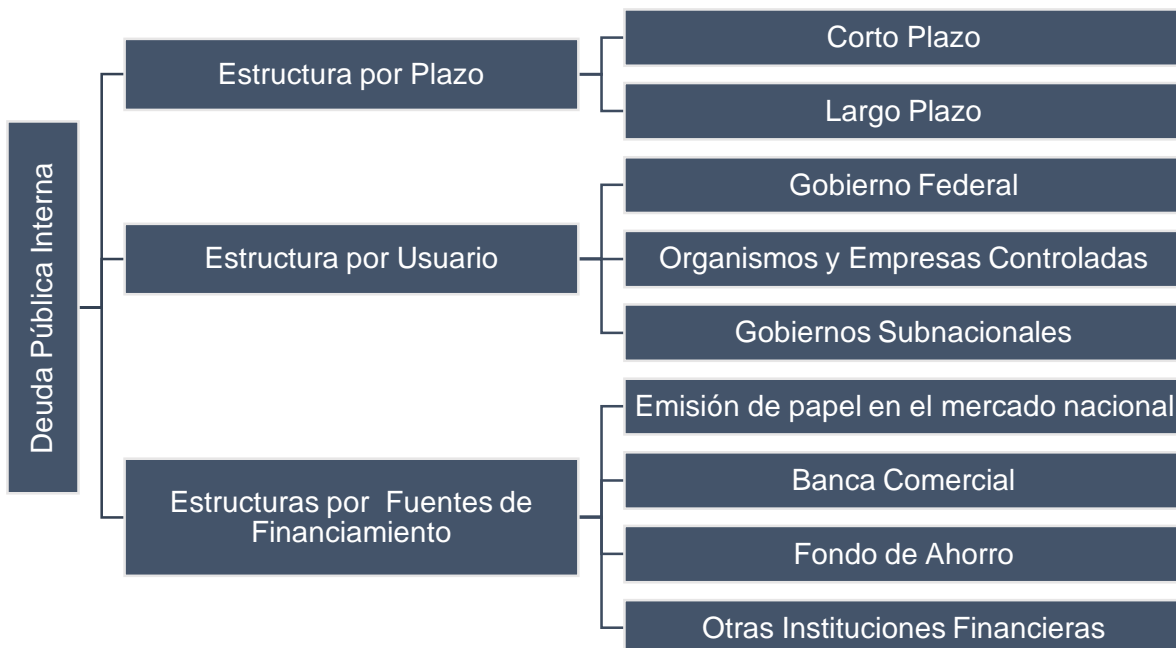 Deuda Pública Interna
Estructura por Plazo
Corto Plazo
Largo Plazo
Estructura por Usuario
Gobierno Federal
Organismos y Empresas Controladas
Gobiernos Subnacionales
Estructuras por Fuentes de
Financiamiento
Emisión de papel en el mercado nacional
Banca Comercial
Fondo de Ahorro
Otras Instituciones Financieras